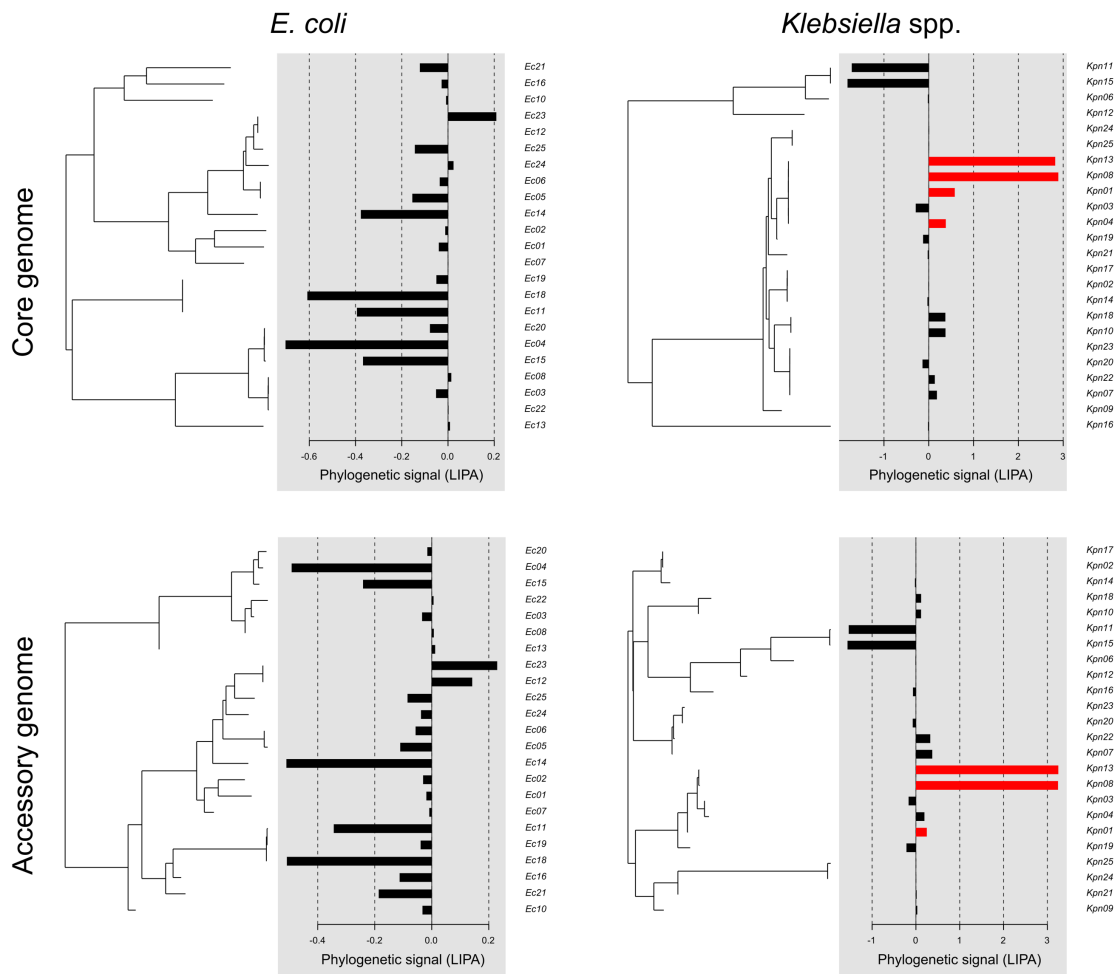 E. coli
Klebsiella spp.
Core genome
Ec21
Ec16
Ec10
Ec23
Ec12
Ec25
Ec24
Ec06
Ec05
Ec14
Ec02
Ec01
Ec07
Ec19
Ec18
Ec11
Ec20
Ec04
Ec15
Ec08
Ec03
Ec22
Ec13
-0.6 -0.4 -0.2 0.0 0.2
Phylogenetic signal (LIPA)
Kpn11
Kpn15
Kpn06
Kpn12
Kpn24
Kpn25
Kpn13
Kpn08
Kpn01
Kpn03
Kpn04
Kpn19
Kpn21
Kpn17
Kpn02
Kpn14
Kpn18
Kpn10
Kpn23
Kpn20
Kpn22
Kpn07
Kpn09
Kpn16
-1 0 1 2 3
Phylogenetic signal (LIPA)
Accessory genome
Ec20
Ec04
Ec15
Ec22
Ec03
Ec08
Ec13
Ec23
Ec12
Ec25
Ec24
Ec06
Ec05
Ec14
Ec02
Ec01
Ec07
Ec11
Ec19
Ec18
Ec16
Ec21
Ec10
-0.4 -0.2 0.0 0.2
Phylogenetic signal (LIPA)
Kpn17
Kpn02
Kpn14
Kpn18
Kpn10
Kpn11
Kpn15
Kpn06
Kpn12
Kpn16
Kpn23
Kpn20
Kpn22
Kpn07
Kpn13
Kpn08
Kpn03
Kpn04
Kpn01
Kpn19
Kpn25
Kpn24
Kpn21
Kpn09
-1 0 1 2 3
Phylogenetic signal (LIPA)